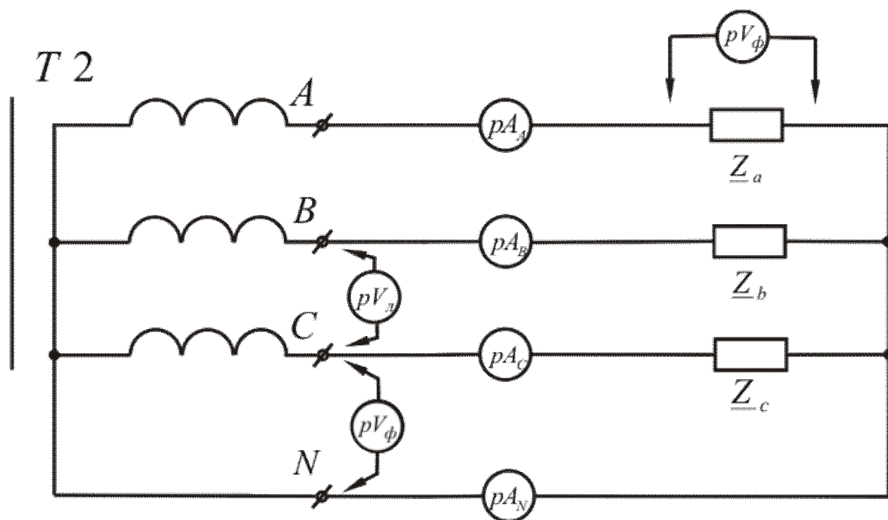 pV_ф
T 2
A
pA_A
Z_a
B
pA_B
Z_b
pV_л
C
pA_C
Z_c
pV_ф
N
pA_N